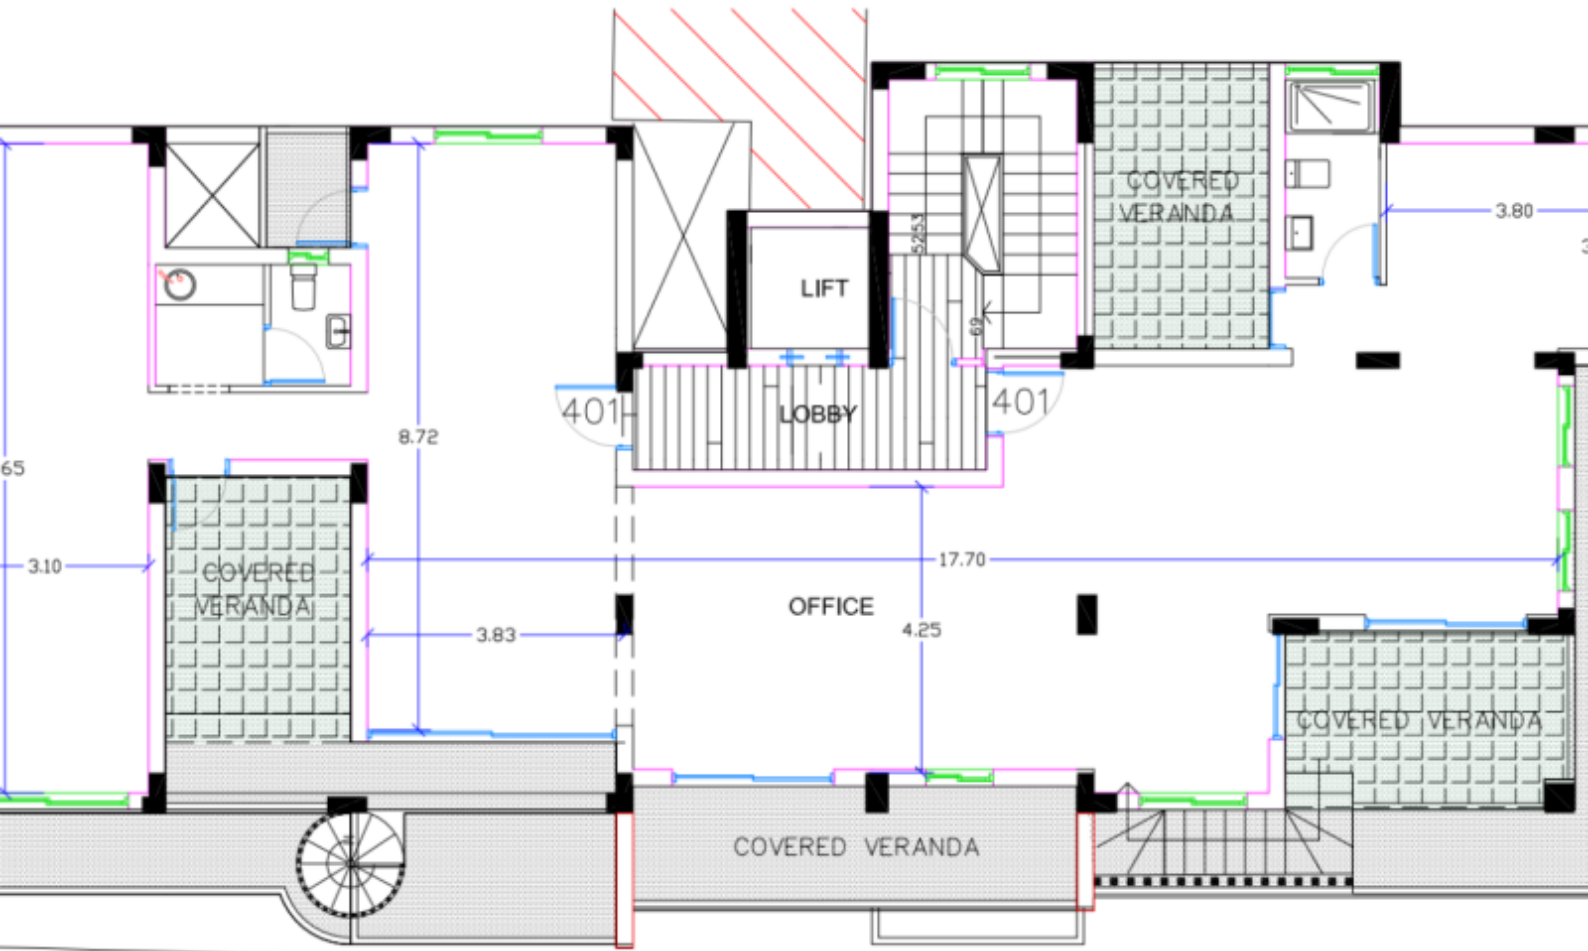 COVERED
VERANDA
3.80
5253
LIFT
69
401
LOBBY
401
8.72
65
3.10
COVERED
VERANDA
17.70
OFFICE
3.83
4.25
COVERED VERANDA
COVERED VERANDA